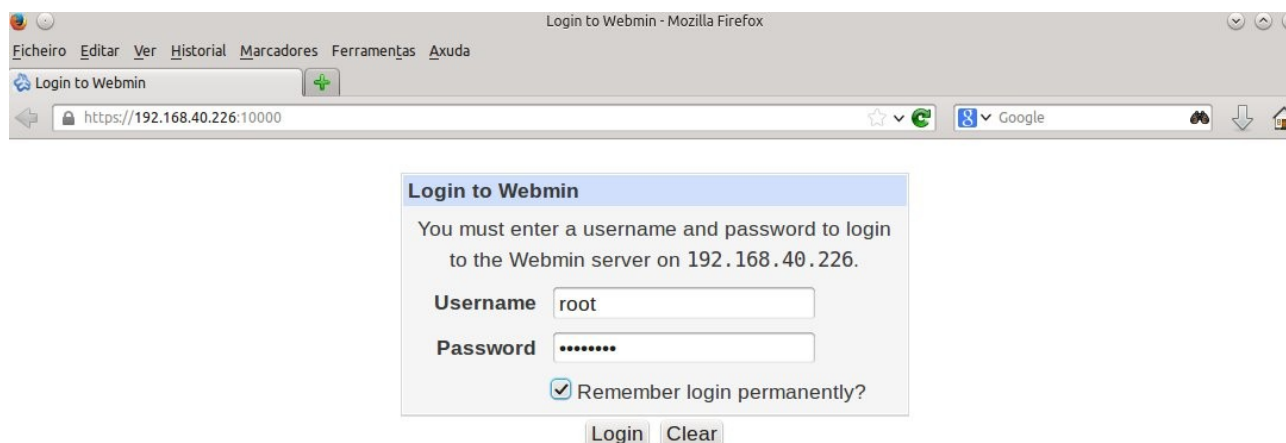 Login to Webmin - Mozilla Firefox
Ficheiro Editar Ver Historial Marcadores Ferramentas Axuda
Login to Webmin
https://192.168.40.226:10000 Google
Login to Webmin
You must enter a username and password to login
to the Webmin server on 192.168.40.226.
Username root
Password ••••••••
Remember login permanently?
Login Clear